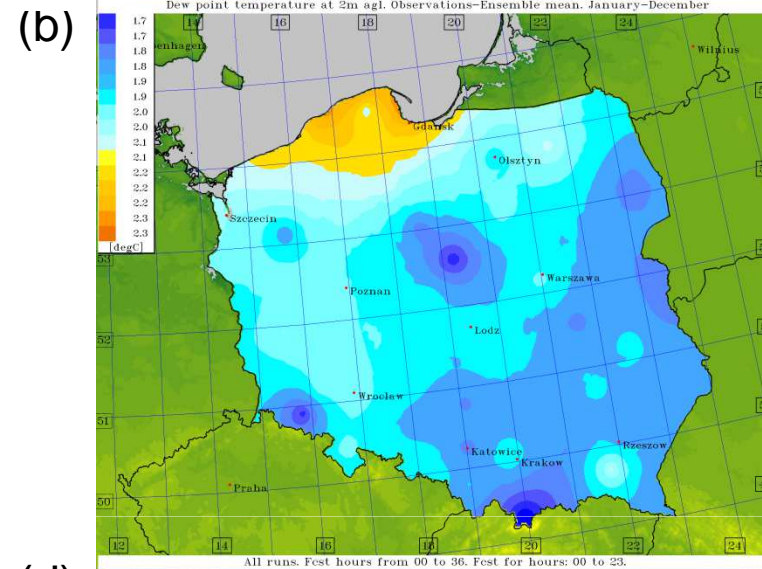 (b)
Dew point temperature at 2m agl. Observations-Ensemble mean. January-December
14 16 18 20 22 24
1.7
1.7
1.8
1.8
1.9
1.9
2.0
2.0
2.1
2.1
2.2
2.2
2.3
2.3
[degC]
enhagen
Wilnius
Gdansk
Olsztyn
Szczecin
53
Warszawa
Poznan
52
Lodz
Wroclaw
51
Rzeszow
Katowice
Krakow
Praha
50
12 14 16 18 20 22 24
All runs. Fcst hours from 00 to 36. Fcst for hours: 00 to 23.